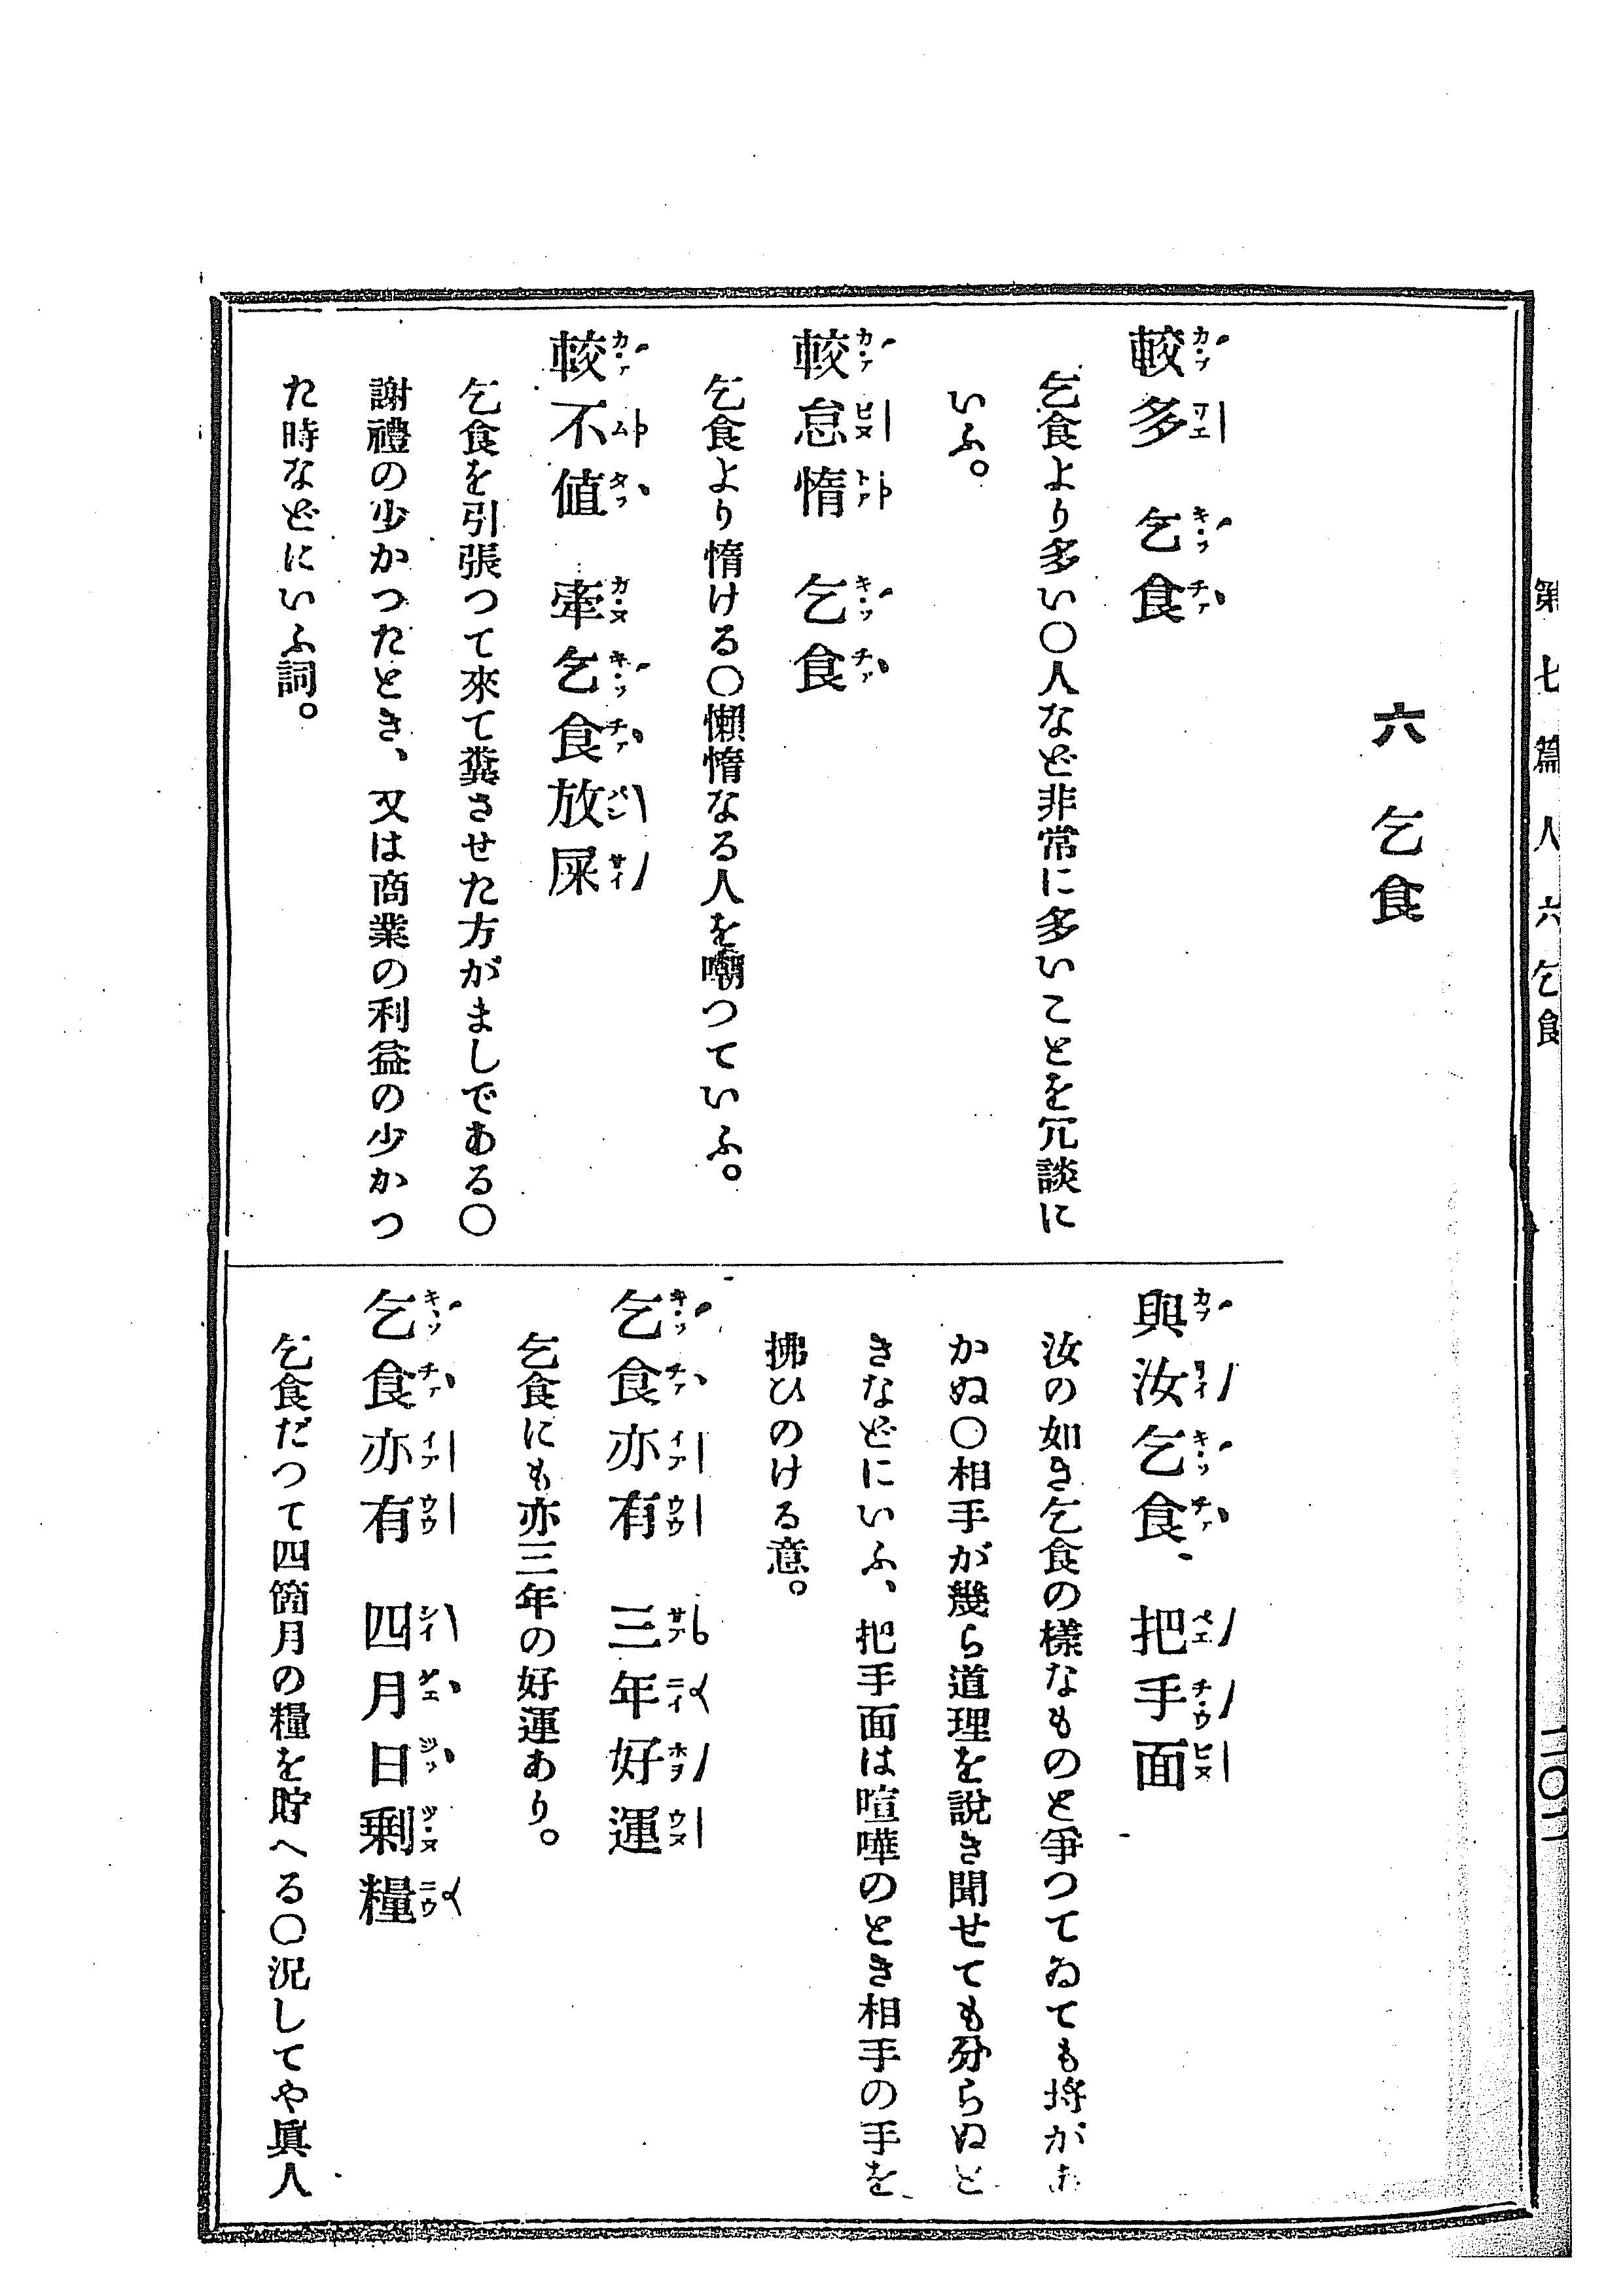 第七篇 人 六 乞食
二〇二
六 乞食
較多 乞食
乞食より多い〇人など非常に多いことを冗談に
いふ。
較怠惰 乞食
乞食より惰ける〇懶惰なる人を嘲つていふ。
較不値 牽乞食放屎
乞食を引張つて來て糞させた方がましである〇
謝禮の少かつたとき、又は商業の利益の少かつ
た時などにいふ詞。
與汝乞食、把手面
汝の如き乞食の樣なものと爭つてゐても埓があ
かぬ〇相手が幾ら道理を說き聞せても分らぬと
きなどにいふ、把手面は喧嘩のとき相手の手を
拂ひのける意。
乞食亦有 三年好運
乞食にも亦三年の好運あり。
乞食亦有 四月日剩糧
乞食だつて四箇月の糧を貯へる〇況してや眞人